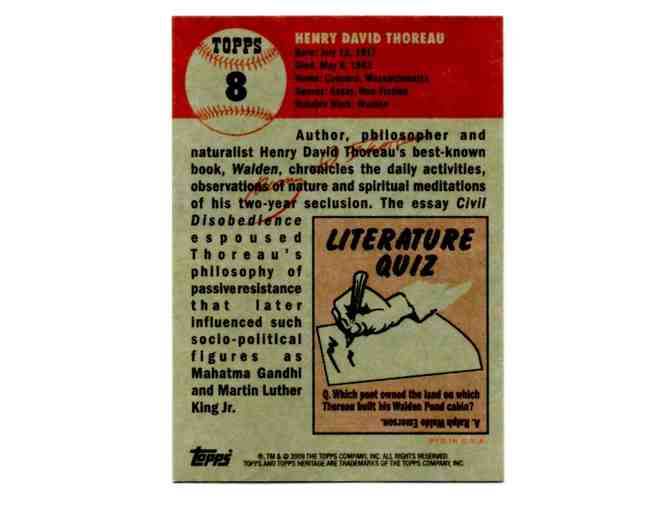 TOPPS
8
HENRY DAVID THOREAU
Born: July 12, 1817
Died: May 6, 1862
Home: Concord, Massachusetts
Genres: Essay, Non-Fiction
Notable Work: Walden
Author, philosopher and
naturalist Henry David Thoreau's best-known
book, Walden, chronicles the daily activities,
observations of nature and spiritual meditations
of his two-year seclusion. The essay Civil
Disobedience
espoused
Thoreau's
philosophy of
passive resistance
that later
influenced such
socio-political
figures as
Mahatma Gandhi
and Martin Luther
King Jr.
LITERATURE
QUIZ
Q. Which poet owned the land on which
Thoreau built his Walden Pond cabin?
A. Ralph Waldo Emerson.
PTD IN U.S.A.
Topps
®, TM & © 2009 THE TOPPS COMPANY, INC. ALL RIGHTS RESERVED.
TOPPS AND TOPPS HERITAGE ARE TRADEMARKS OF THE TOPPS COMPANY, INC.